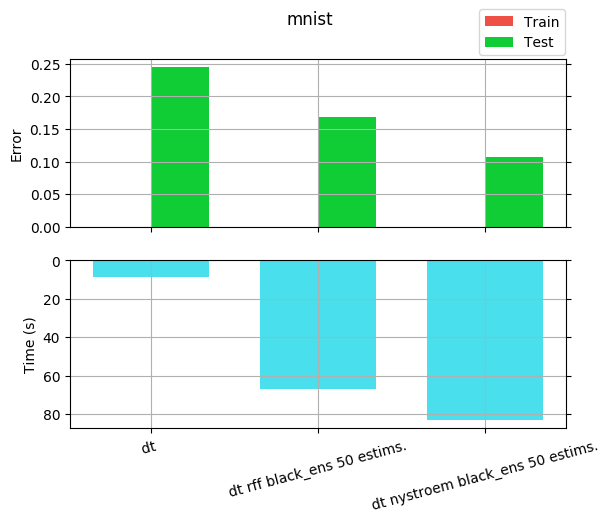 mnist
Train
Test
0.25
0.20
0.15
0.10
0.05
0.00
Error
0
20
40
60
80
Time (s)
dt
dt rff black_ens 50 estims.
dt nystroem black_ens 50 estims.